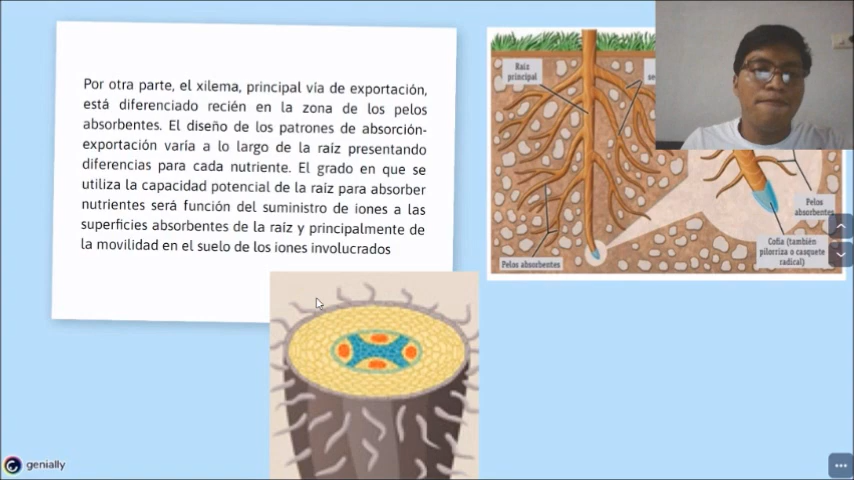 Por otra parte, el xilema, principal vía de exportación,
está diferenciado recién en la zona de los pelos
absorbentes. El diseño de los patrones de absorción-
exportación varía a lo largo de la raíz presentando
diferencias para cada nutriente. El grado en que se
utiliza la capacidad potencial de la raíz para absorber
nutrientes será función del suministro de iones a las
superficies absorbentes de la raíz y principalmente de
la movilidad en el suelo de los iones involucrados
Raíz
principal
Pelos absorbentes
Pelos
absorbentes
Cofia (también
pilorriza o casquete
radical)
genially